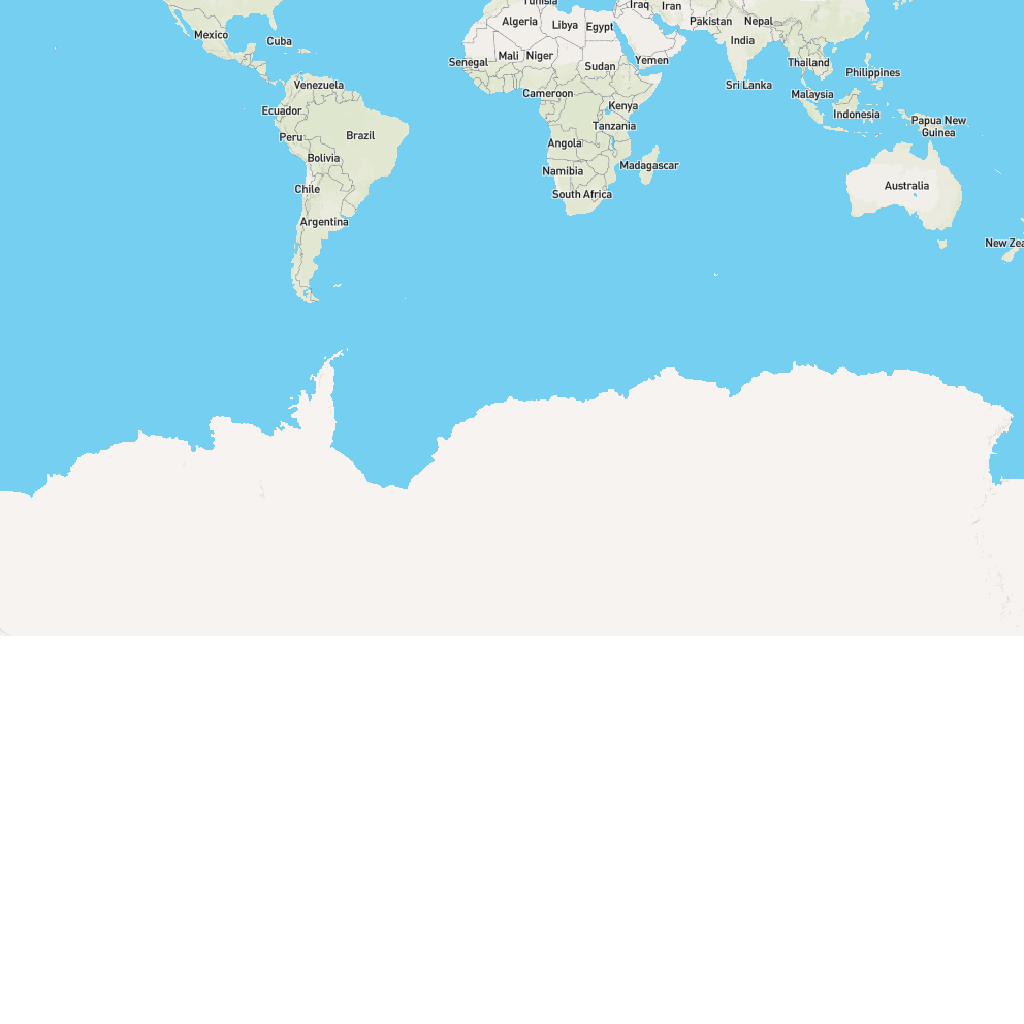 Tunisia
Iraq
Iran
Algeria
Libya
Egypt
Pakistan
Nepal
Mexico
Cuba
India
Mali
Niger
Senegal
Sudan
Yemen
Thailand
Philippines
Venezuela
Cameroon
Sri Lanka
Malaysia
Ecuador
Kenya
Indonesia
Papua New
Guinea
Peru
Brazil
Tanzania
Angola
Bolivia
Namibia
Madagascar
Chile
South Africa
Australia
Argentina
New Zea